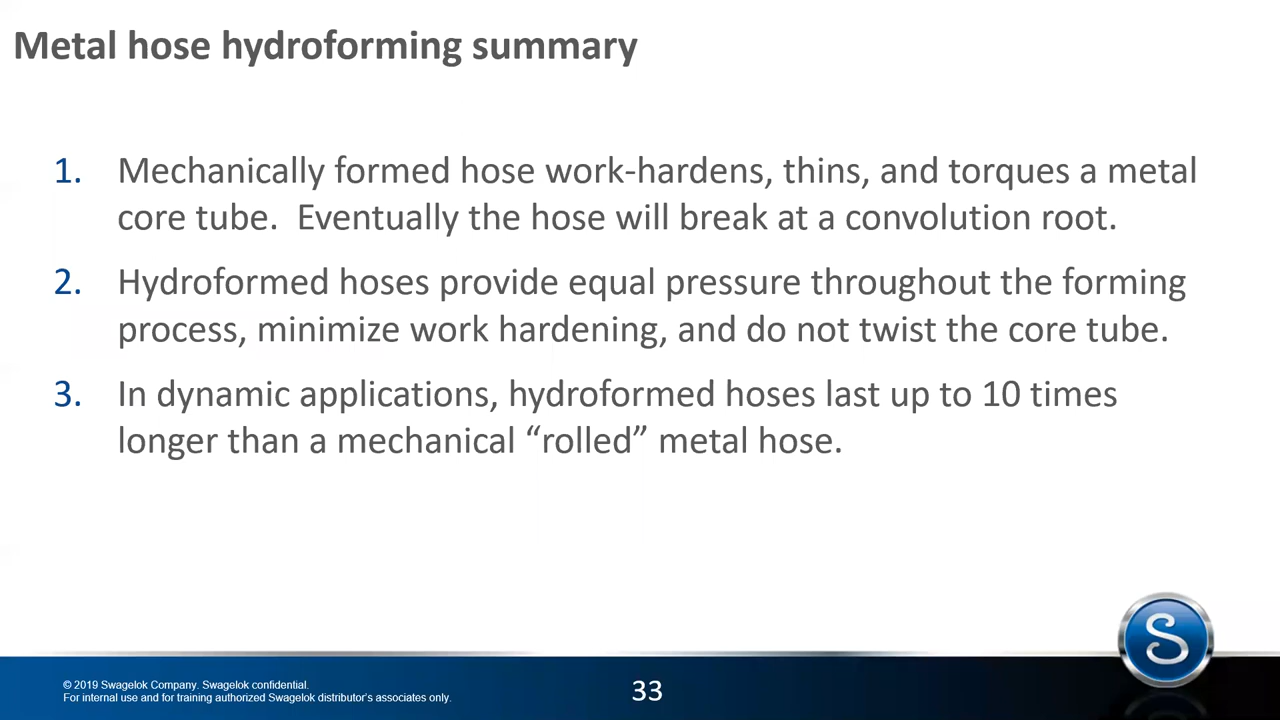 Metal hose hydroforming summary
1. Mechanically formed hose work-hardens, thins, and torques a metal
core tube.  Eventually the hose will break at a convolution root.
2. Hydroformed hoses provide equal pressure throughout the forming
process, minimize work hardening, and do not twist the core tube.
3. In dynamic applications, hydroformed hoses last up to 10 times
longer than a mechanical “rolled” metal hose.
S
© 2019 Swagelok Company. Swagelok confidential.
For internal use and for training authorized Swagelok distributor’s associates only.
33